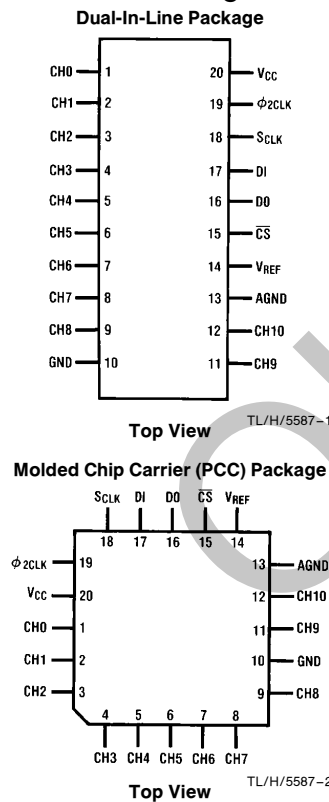 Dual-In-Line Package
CH0 1 20 VCC
CH1 2 19 ϕ2CLK
CH2 3 18 SCLK
CH3 4 17 DI
CH4 5 16 D0
CH5 6 15 C̅S̅
CH6 7 14 VREF
CH7 8 13 AGND
CH8 9 12 CH10
GND 10 11 CH9
TL/H/5587–1
Top View
Molded Chip Carrier (PCC) Package
SCLK DI D0 C̅S̅ VREF
18 17 16 15 14
ϕ2CLK 19 13 AGND
VCC 20 12 CH10
CH0 1 11 CH9
CH1 2 10 GND
CH2 3 9 CH8
4 5 6 7 8
CH3 CH4 CH5 CH6 CH7
TL/H/5587–2
Top View